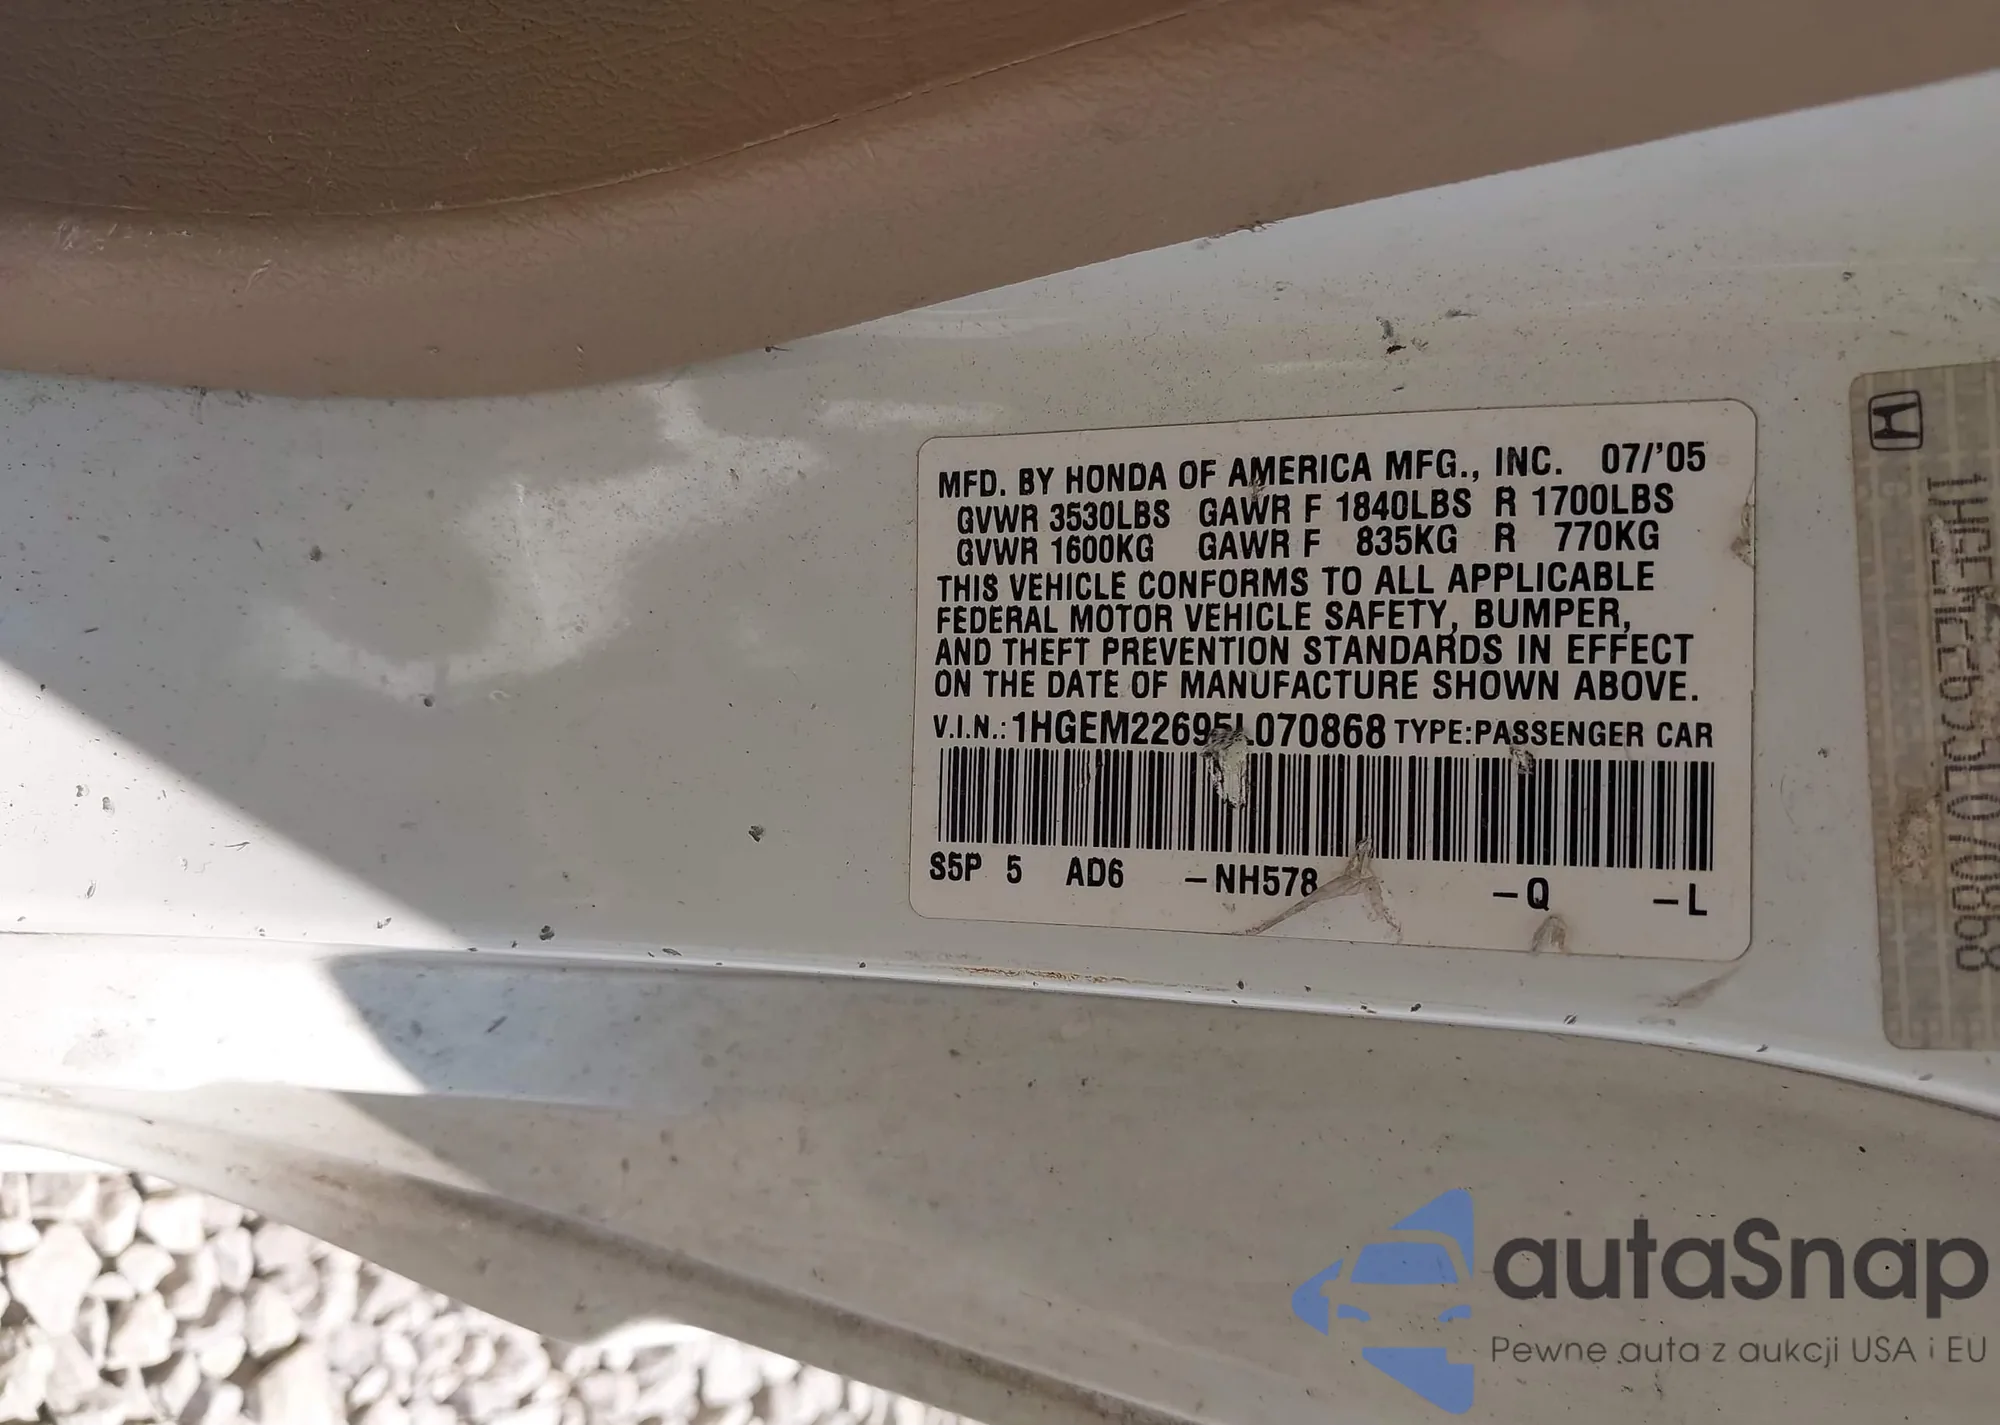 MFD. BY HONDA OF AMERICA MFG., INC. 07/'05
GVWR 3530LBS GAWR F 1840LBS R 1700LBS
GVWR 1600KG GAWR F 835KG R 770KG
THIS VEHICLE CONFORMS TO ALL APPLICABLE
FEDERAL MOTOR VEHICLE SAFETY, BUMPER,
AND THEFT PREVENTION STANDARDS IN EFFECT
ON THE DATE OF MANUFACTURE SHOWN ABOVE.
V.I.N.: 1HGEM22695L070868 TYPE:PASSENGER CAR
S5P 5 AD6 -NH578 -Q -L
1HGEM22695L070868
autaSnap
Pewne auta z aukcji USA i EU